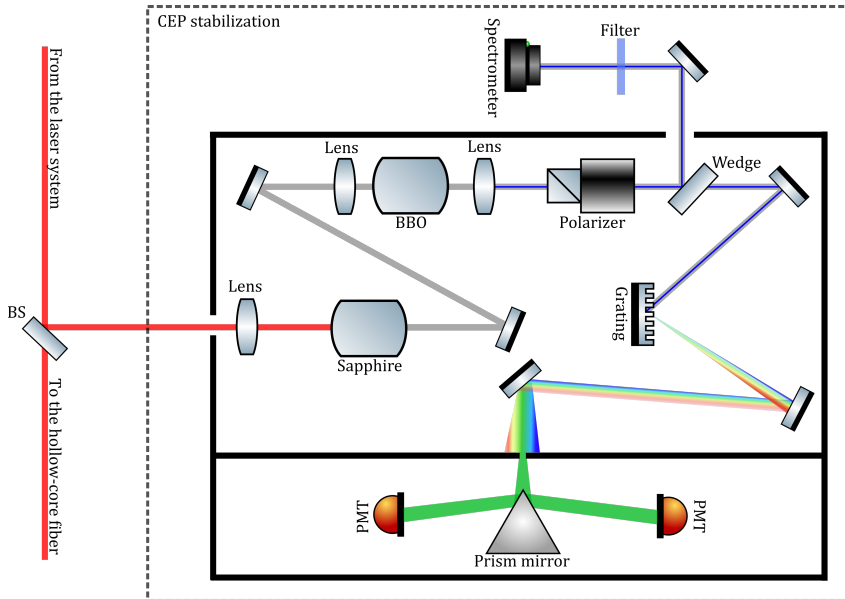 CEP stabilization
From the laser system
Spectrometer
Filter
Lens
Lens
Wedge
BBO
Polarizer
Lens
Grating
BS
Sapphire
To the hollow-core fiber
PMT
PMT
Prism mirror